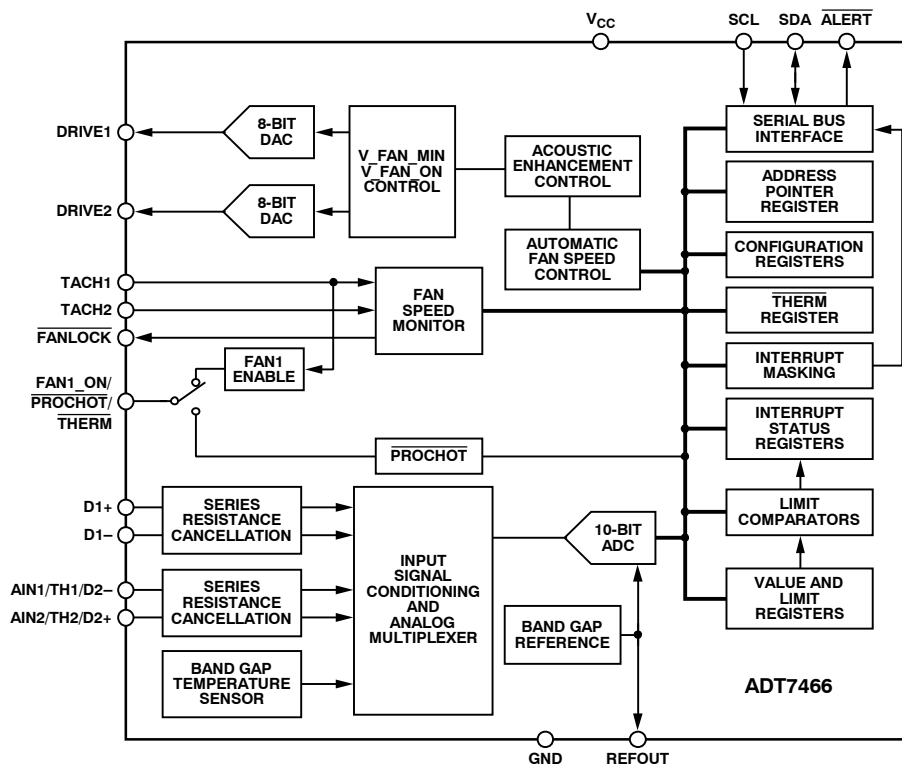 VCC
SCL
SDA
ALERT
DRIVE1
8-BIT
DAC
V_FAN_MIN
V_FAN_ON
CONTROL
ACOUSTIC
ENHANCEMENT
CONTROL
SERIAL BUS
INTERFACE
ADDRESS
POINTER
REGISTER
DRIVE2
8-BIT
DAC
AUTOMATIC
FAN SPEED
CONTROL
CONFIGURATION
REGISTERS
TACH1
TACH2
FANLOCK
FAN
SPEED
MONITOR
THERM
REGISTER
FAN1
ENABLE
INTERRUPT
MASKING
FAN1_ON/
PROCHOT/
THERM
INTERRUPT
STATUS
REGISTERS
PROCHOT
D1+
D1–
SERIES
RESISTANCE
CANCELLATION
INPUT
SIGNAL
CONDITIONING
AND
ANALOG
MULTIPLEXER
10-BIT
ADC
LIMIT
COMPARATORS
AIN1/TH1/D2–
AIN2/TH2/D2+
SERIES
RESISTANCE
CANCELLATION
VALUE AND
LIMIT
REGISTERS
BAND GAP
REFERENCE
BAND GAP
TEMPERATURE
SENSOR
ADT7466
GND
REFOUT